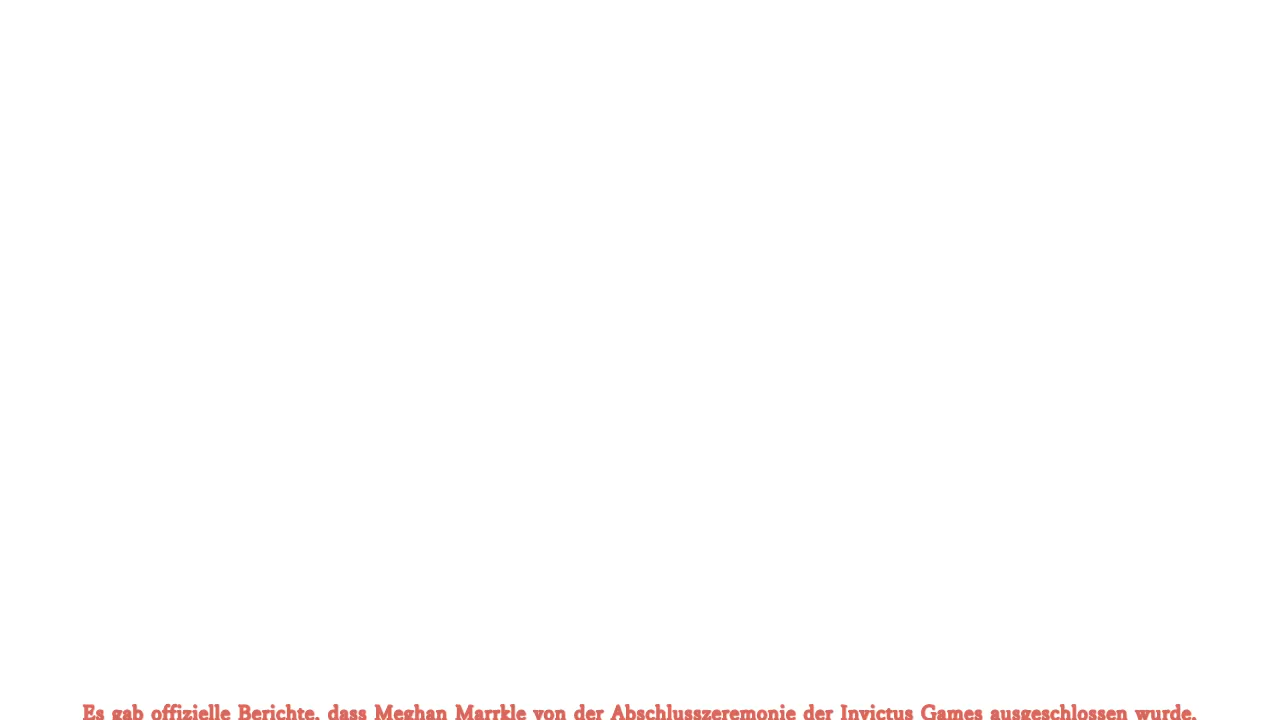 Es gab offizielle Berichte, dass Meghan Marrkle von der Abschlusszeremonie der Invictus Games ausgeschlossen wurde.